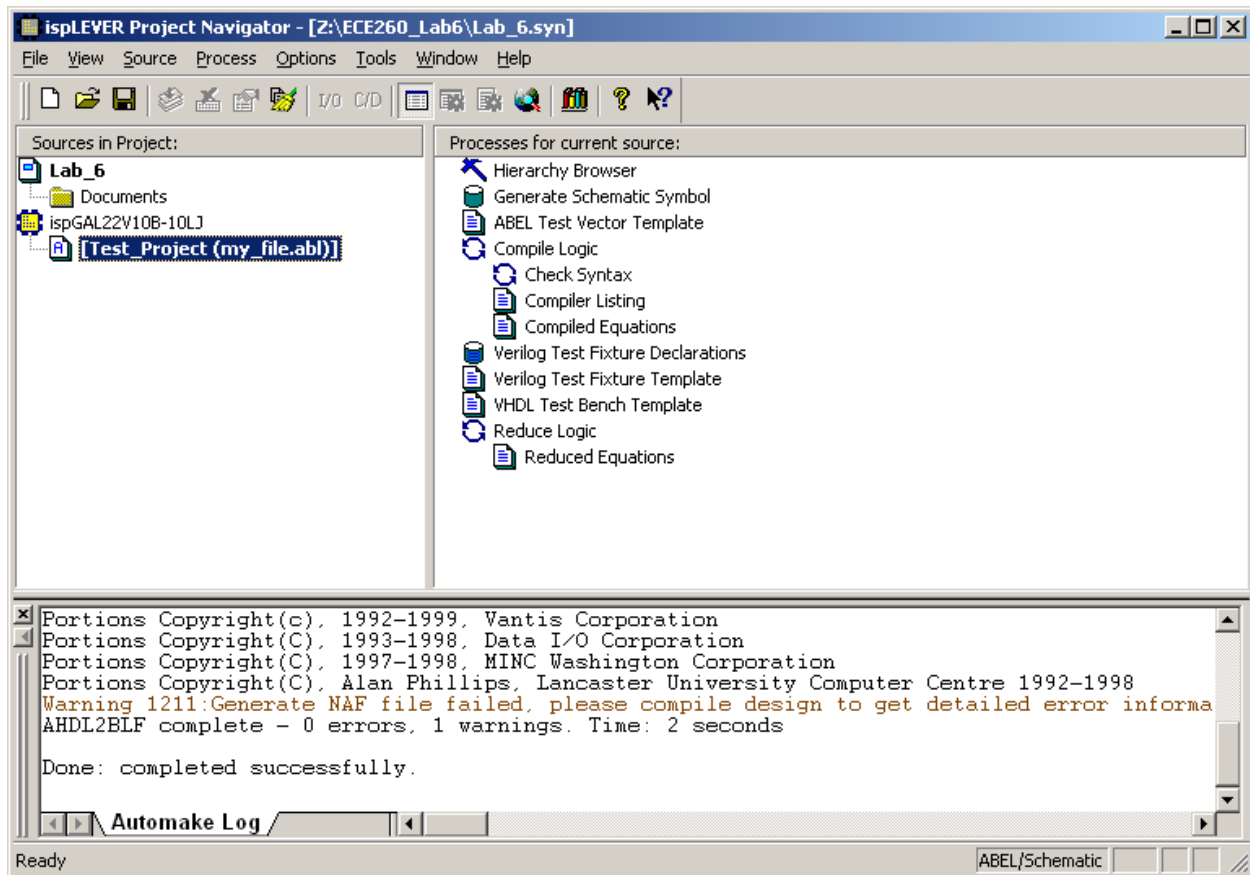 ispLEVER Project Navigator - [Z:\ECE260_Lab6\Lab_6.syn]
File View Source Process Options Tools Window Help
I/O C/D
Sources in Project:
Lab_6
Documents
ispGAL22V10B-10LJ
[Test_Project (my_file.abl)]
Processes for current source:
Hierarchy Browser
Generate Schematic Symbol
ABEL Test Vector Template
Compile Logic
Check Syntax
Compiler Listing
Compiled Equations
Verilog Test Fixture Declarations
Verilog Test Fixture Template
VHDL Test Bench Template
Reduce Logic
Reduced Equations
Portions Copyright(c), 1992-1999, Vantis Corporation
Portions Copyright(C), 1993-1998, Data I/O Corporation
Portions Copyright(C), 1997-1998, MINC Washington Corporation
Portions Copyright(C), Alan Phillips, Lancaster University Computer Centre 1992-1998
Warning 1211:Generate NAF file failed, please compile design to get detailed error informa
AHDL2BLF complete - 0 errors, 1 warnings. Time: 2 seconds
Done: completed successfully.
Automake Log
Ready
ABEL/Schematic